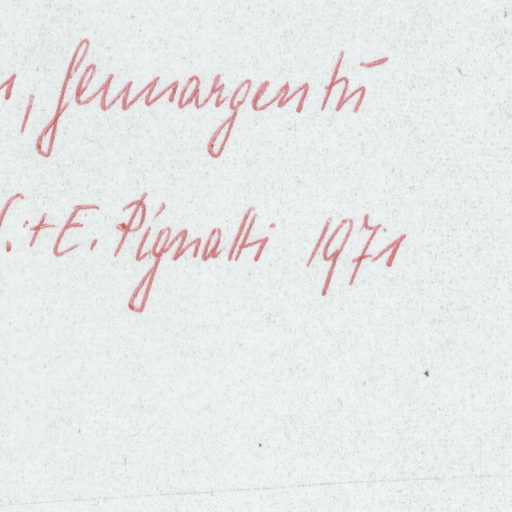 , Gennargentu
. + E. Pignatti 1971